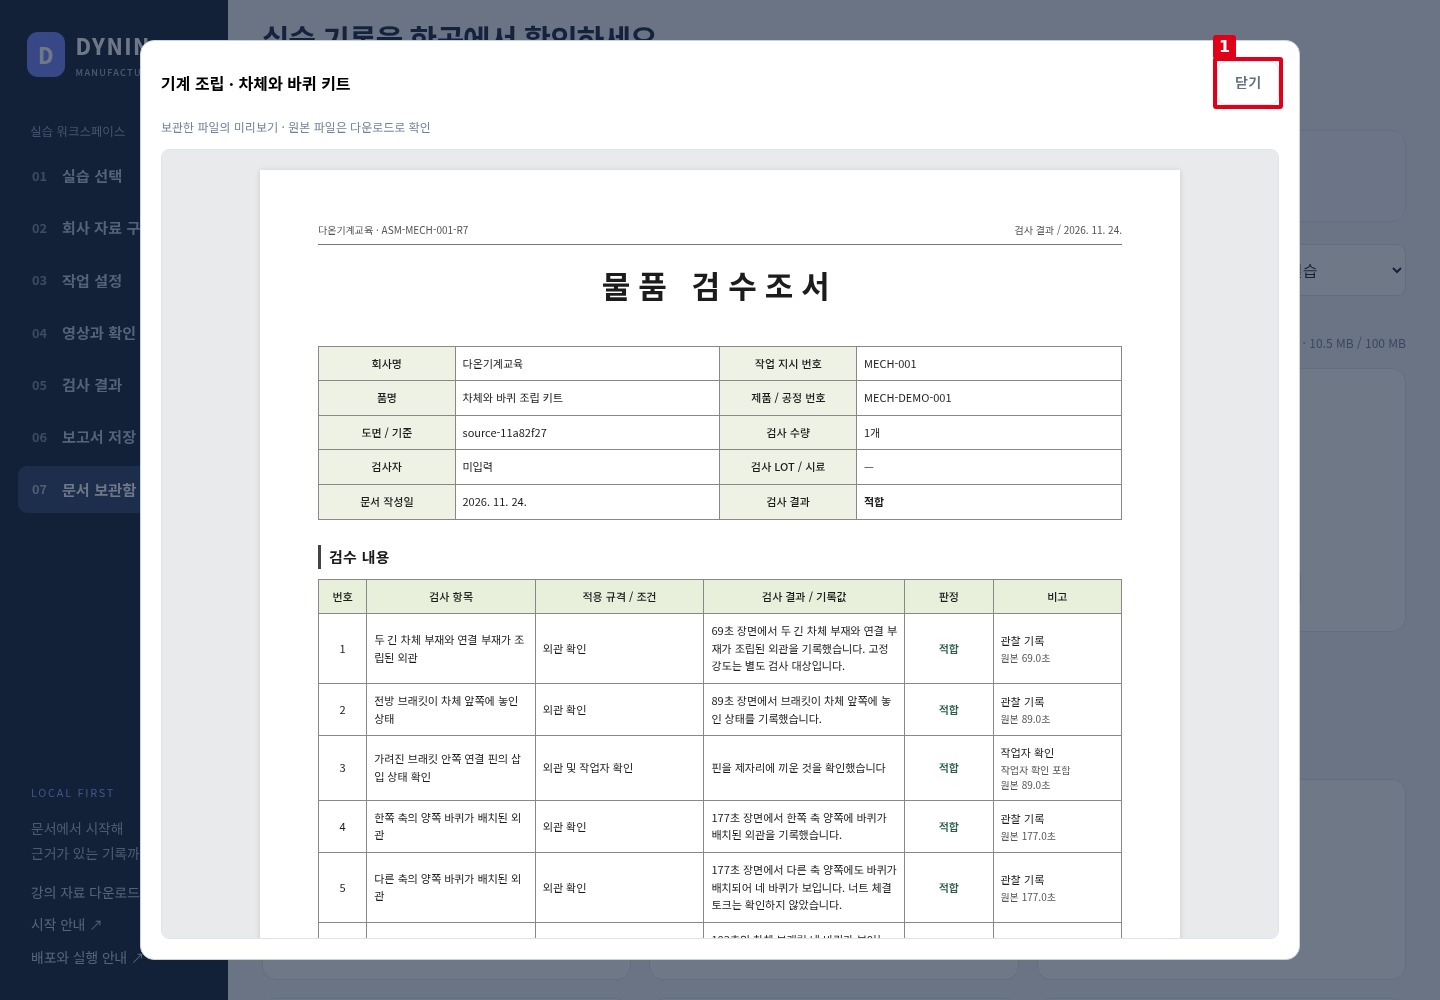 실습 기록을 한곳에서 확인하세요
D DYNIN
MANUFACTU
실습 워크스페이스
01 실습 선택
02 회사 자료 구
03 작업 설정
04 영상과 확인
05 검사 결과
06 보고서 저장
07 문서 보관함
LOCAL FIRST
문서에서 시작해
근거가 있는 기록까
강의 자료 다운로드
시작 안내 ↗
배포와 실행 안내 ↗
습
· 10.5 MB / 100 MB
1
기계 조립 · 차체와 바퀴 키트
닫기
보관한 파일의 미리보기 · 원본 파일은 다운로드로 확인
다온기계교육 · ASM-MECH-001-R7
검사 결과 / 2026. 11. 24.
물품 검수조서
회사명 다온기계교육 작업 지시 번호 MECH-001
품명 차체와 바퀴 조립 키트 제품 / 공정 번호 MECH-DEMO-001
도면 / 기준 source-11a82f27 검사 수량 1개
검사자 미입력 검사 LOT / 시료 —
문서 작성일 2026. 11. 24. 검사 결과 적합
검수 내용
번호 검사 항목 적용 규격 / 조건 검사 결과 / 기록값 판정 비고
1
두 긴 차체 부재와 연결 부재가 조
립된 외관
외관 확인
69초 장면에서 두 긴 차체 부재와 연결 부
재가 조립된 외관을 기록했습니다. 고정
강도는 별도 검사 대상입니다.
적합
관찰 기록
원본 69.0초
2
전방 브래킷이 차체 앞쪽에 놓인
상태
외관 확인
89초 장면에서 브래킷이 차체 앞쪽에 놓
인 상태를 기록했습니다.
적합
관찰 기록
원본 89.0초
3
가려진 브래킷 안쪽 연결 핀의 삽
입 상태 확인
외관 및 작업자 확인
핀을 제자리에 끼운 것을 확인했습니다
적합
작업자 확인
작업자 확인 포함
원본 89.0초
4
한쪽 축의 양쪽 바퀴가 배치된 외
관
외관 확인
177초 장면에서 한쪽 축 양쪽에 바퀴가
배치된 외관을 기록했습니다.
적합
관찰 기록
원본 177.0초
5
다른 축의 양쪽 바퀴가 배치된 외
관
외관 확인
177초 장면에서 다른 축 양쪽에도 바퀴가
배치되어 네 바퀴가 보입니다. 너트 체결
토크는 확인하지 않았습니다.
적합
관찰 기록
원본 177.0초